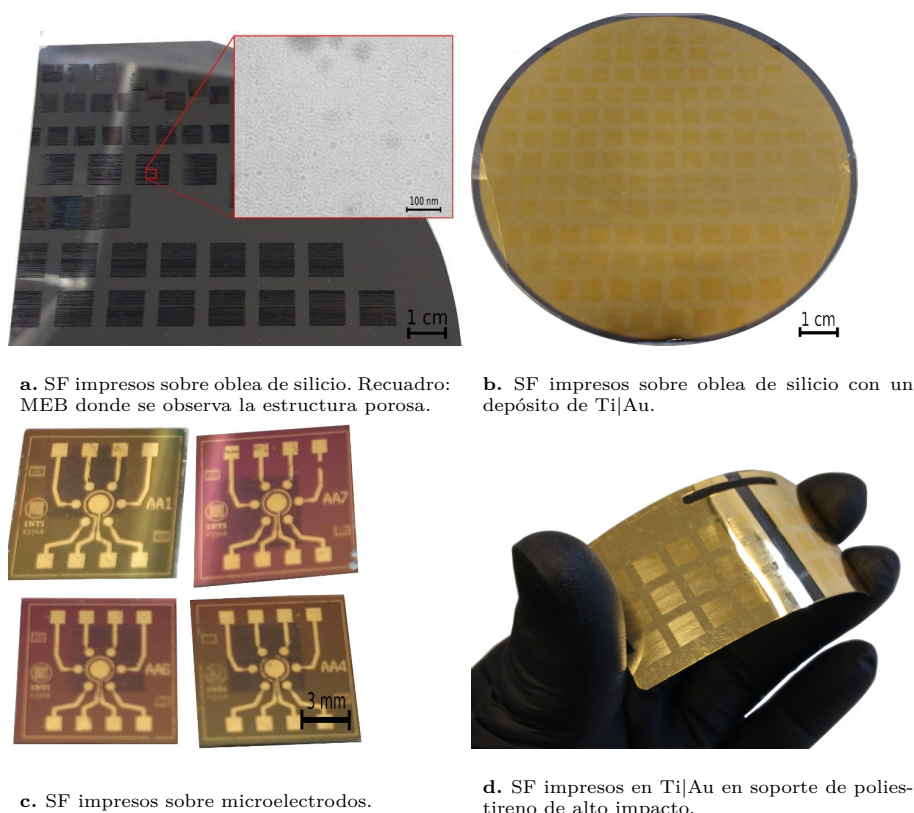 100 nm
1 cm
1 cm
a. SF impresos sobre oblea de silicio. Recuadro:
MEB donde se observa la estructura porosa.
b. SF impresos sobre oblea de silicio con un
depósito de Ti|Au.
AA1
INTI
AA7
INTI
AA6
INTI
AA4
INTI
3 mm
c. SF impresos sobre microelectrodos.
d. SF impresos en Ti|Au en soporte de polies-
tireno de alto impacto.